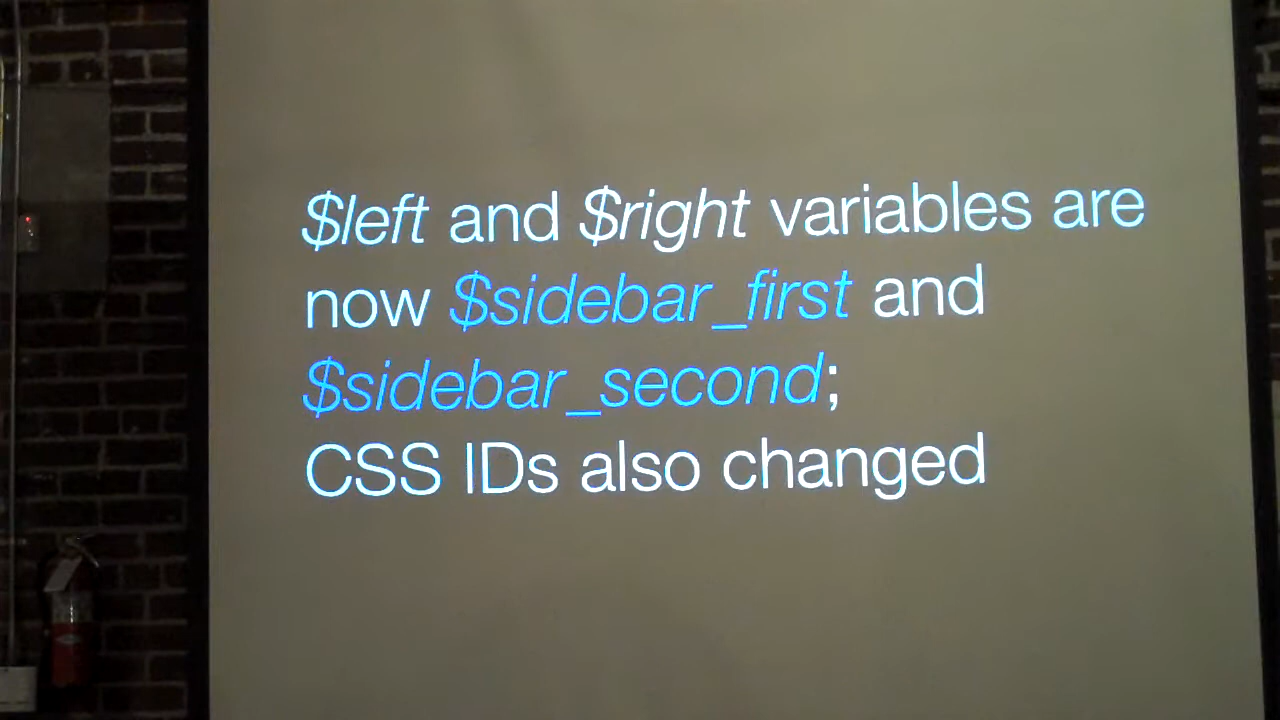 $left and $right variables are
now $sidebar_first and
$sidebar_second;
CSS IDs also changed